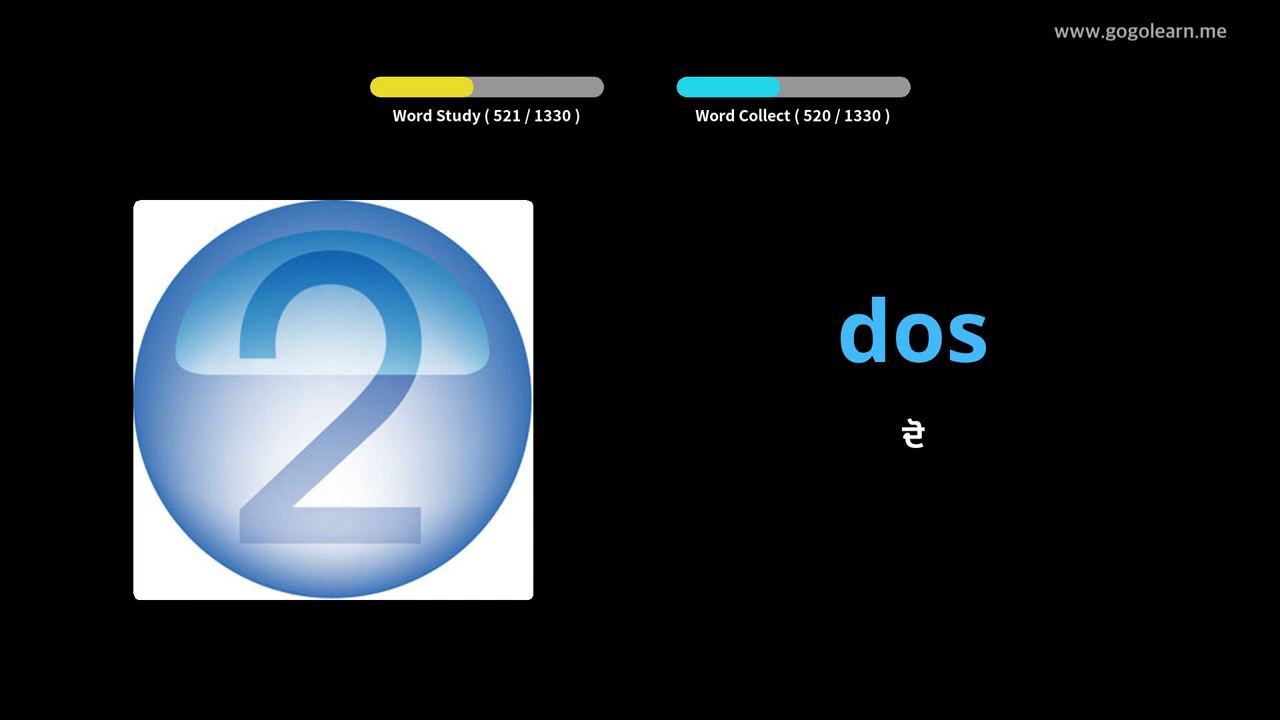 www.gogolearn.me
Word Study ( 521 / 1330 )
Word Collect ( 520 / 1330 )
2
dos
ਦੋ